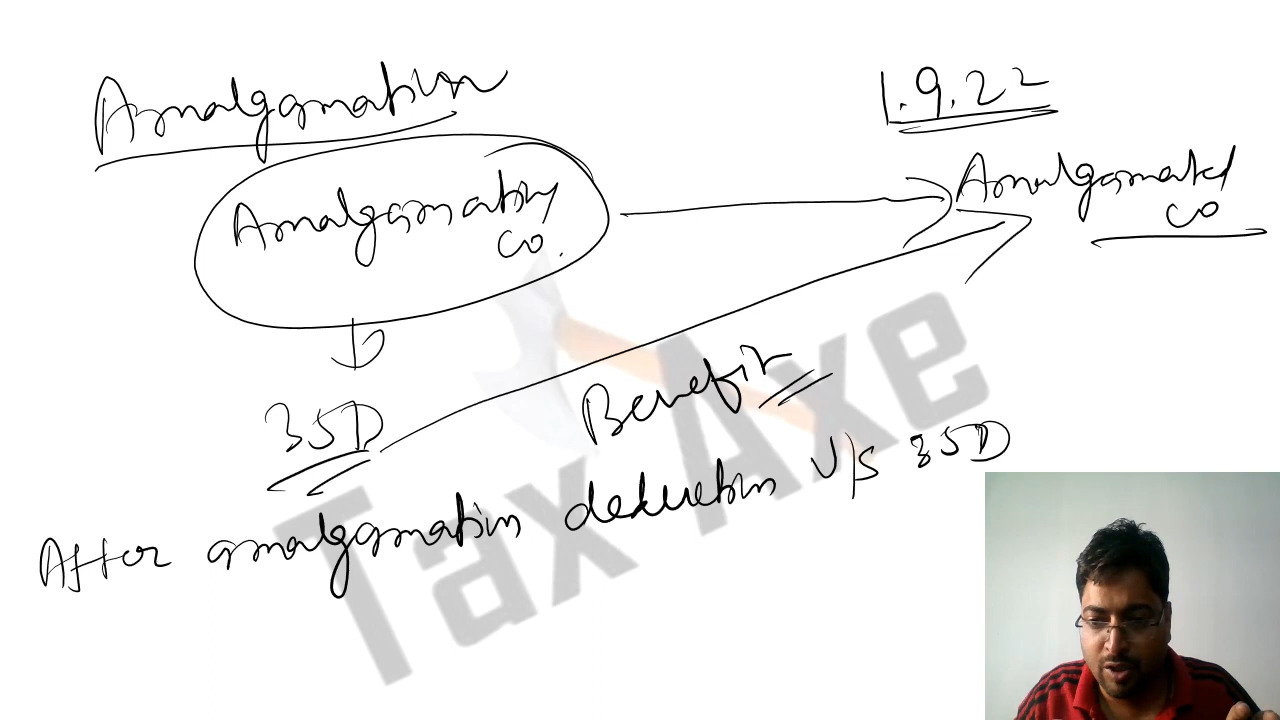 Amalgamation
1.9.22
Amalgamating
Co.
Amalgamated
Co
35D
Benefit
After amalgamation deduction U/S 35D
Tax Axe